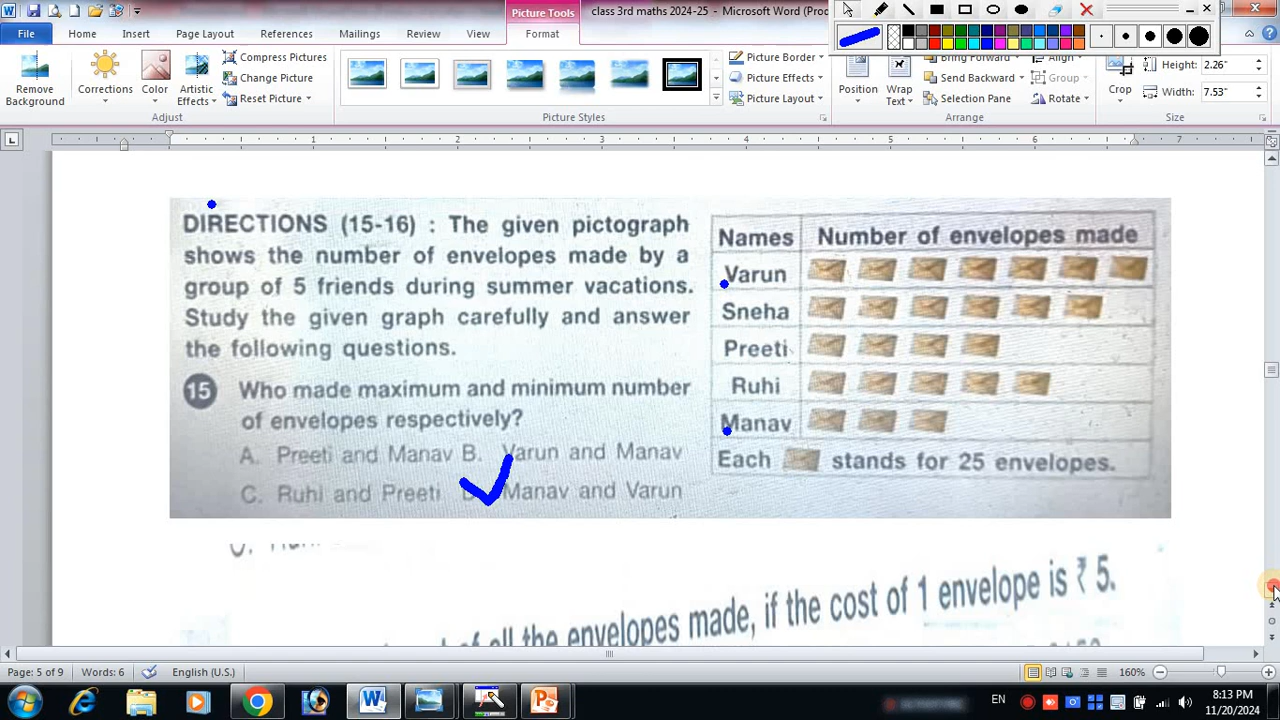 Picture Tools
class 3rd maths 2024-25 - Microsoft Word (Produ
File Home Insert Page Layout References Mailings Review View Format
Remove Background
Corrections
Color
Artistic Effects
Compress Pictures
Change Picture
Reset Picture
Adjust
Picture Styles
Picture Border
Picture Effects
Picture Layout
Position
Wrap Text
Bring Forward
Send Backward
Selection Pane
Align
Group
Rotate
Arrange
Crop
Height: 2.26"
Width: 7.53"
Size
1 2 3 4 5 6 7
DIRECTIONS (15-16) : The given pictograph
shows the number of envelopes made by a
group of 5 friends during summer vacations.
Study the given graph carefully and answer
the following questions.
15 Who made maximum and minimum number
of envelopes respectively?
A. Preeti and Manav B. Varun and Manav
C. Ruhi and Preeti Manav and Varun
Names Number of envelopes made
Varun
Sneha
Preeti
Ruhi
Manav
Each stands for 25 envelopes.
of all the envelopes made, if the cost of 1 envelope is ₹ 5.
Page: 5 of 9 Words: 6 English (U.S.) 160%
EN 8:13 PM
11/20/2024